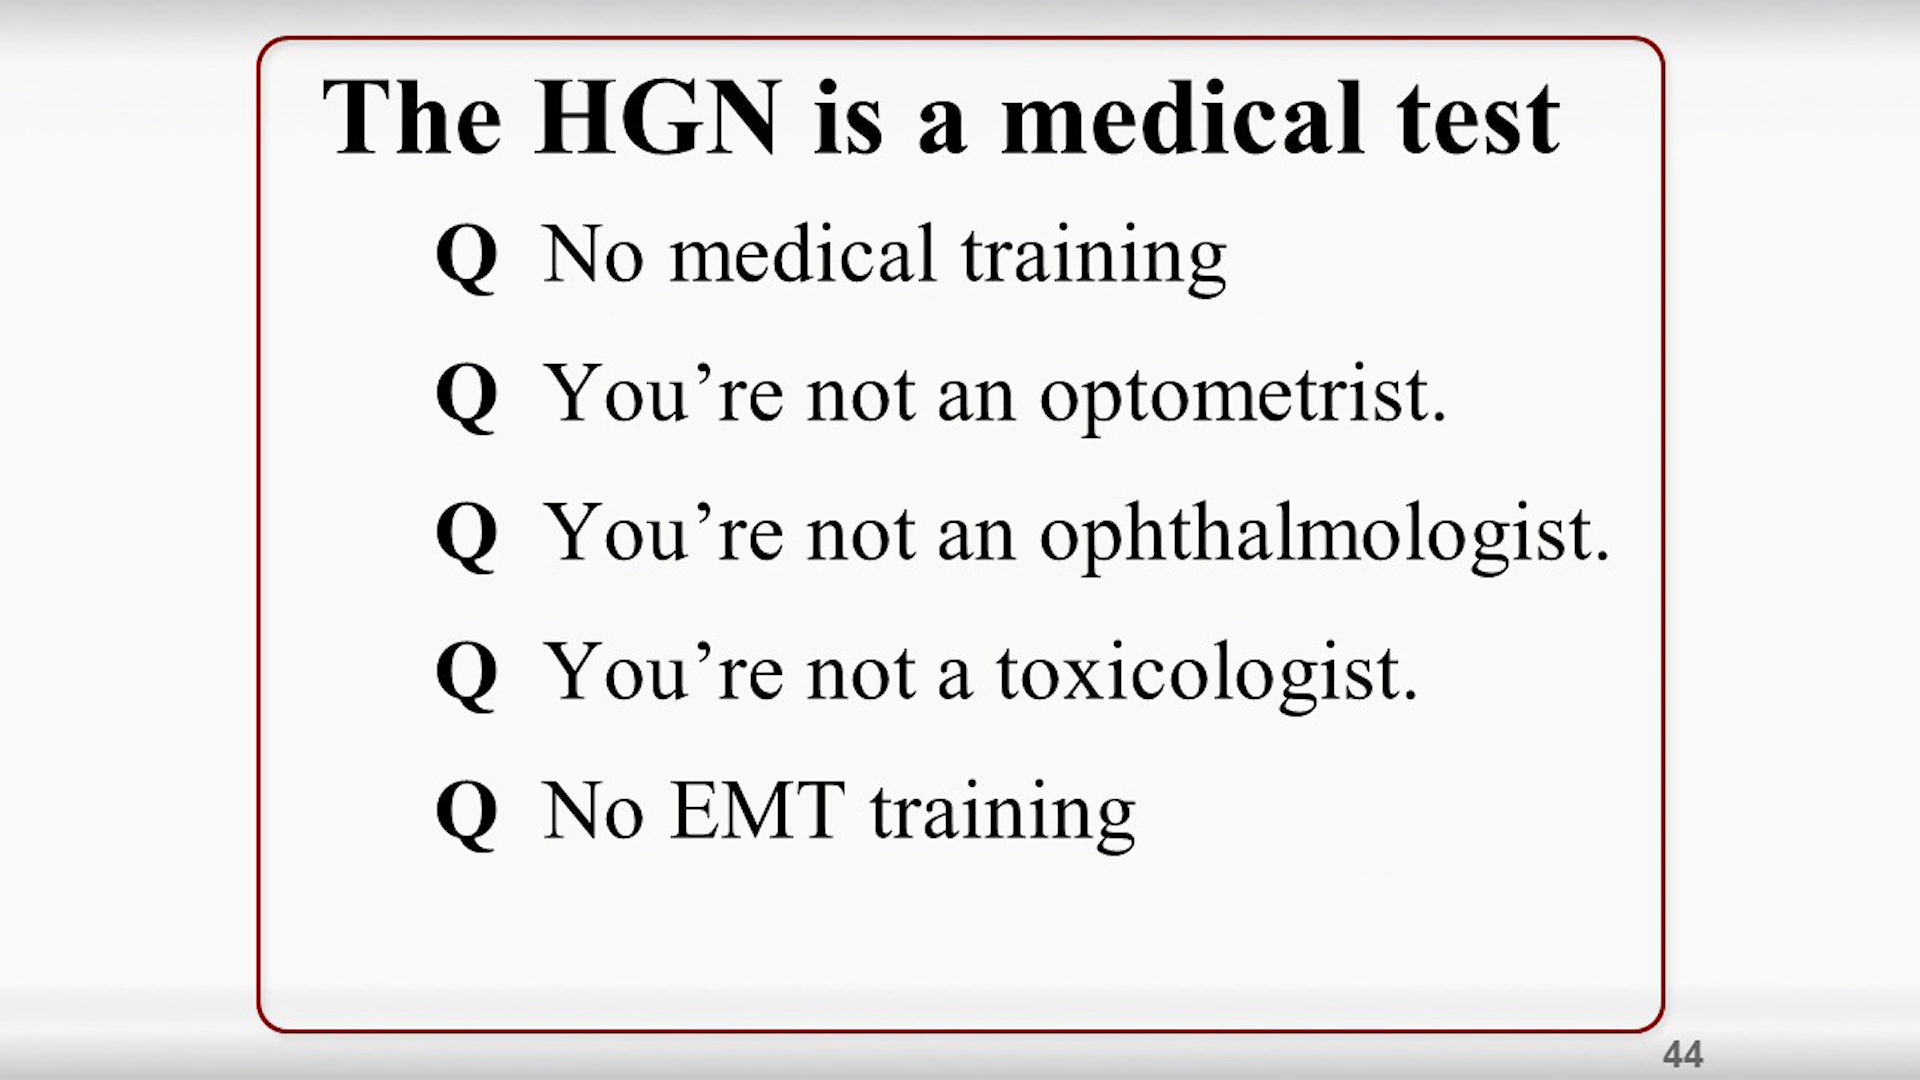 The HGN is a medical test
Q No medical training
Q You’re not an optometrist.
Q You’re not an ophthalmologist.
Q You’re not a toxicologist.
Q No EMT training
44